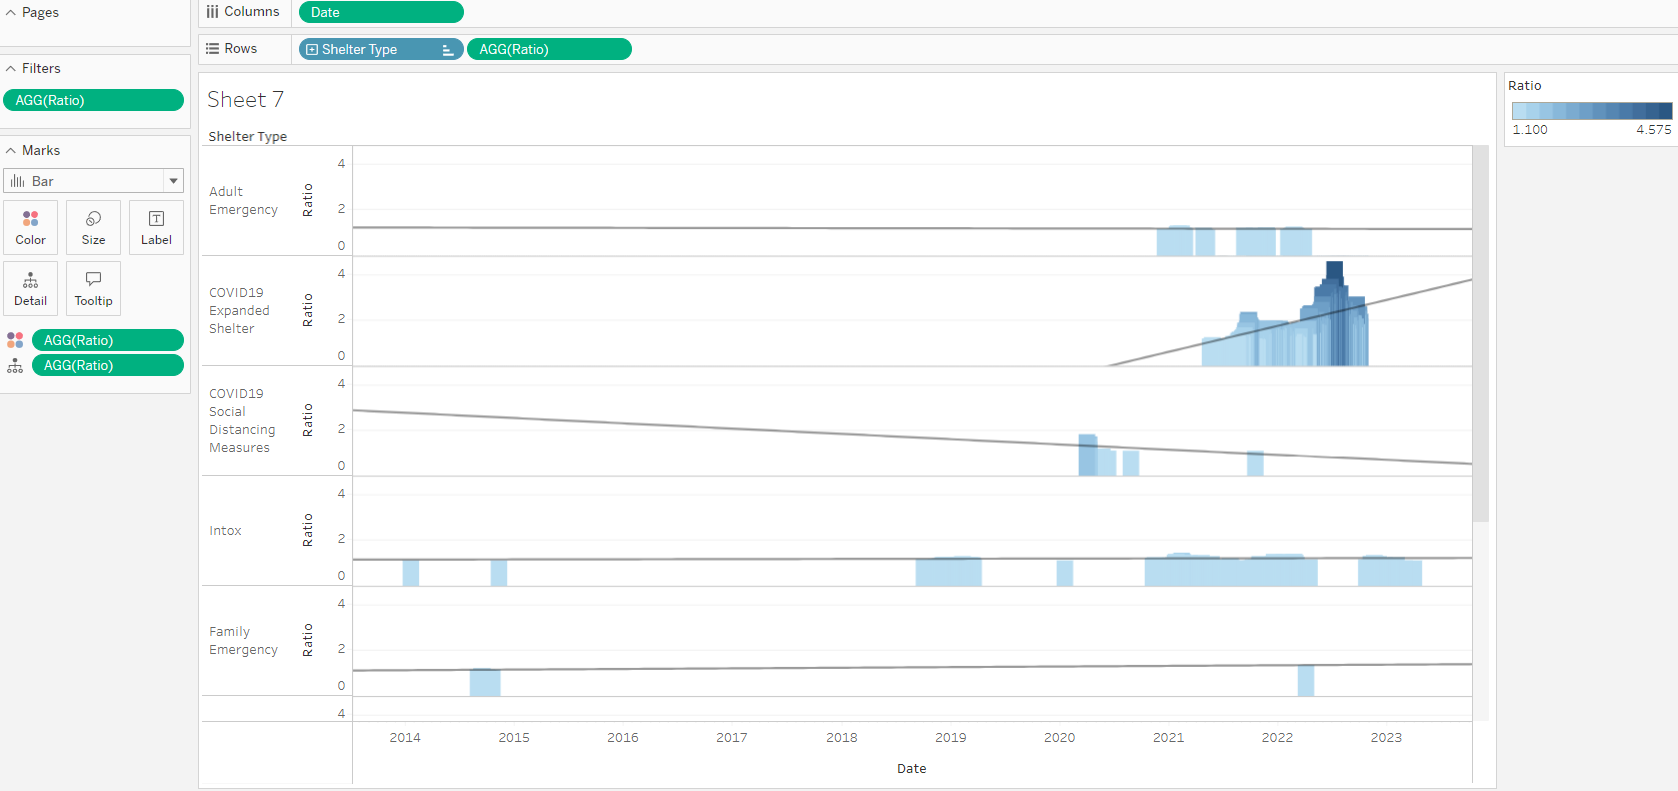 Pages
Columns
Date
Rows
Shelter Type
AGG(Ratio)
Filters
AGG(Ratio)
Marks
Bar
Color
Size
Label
Detail
Tooltip
AGG(Ratio)
AGG(Ratio)
Sheet 7
Shelter Type
Adult
Emergency
Ratio
4
2
0
COVID19
Expanded
Shelter
Ratio
4
2
0
COVID19
Social
Distancing
Measures
Ratio
4
2
0
Intox
Ratio
4
2
0
Family
Emergency
Ratio
4
2
0
4
2014 2015 2016 2017 2018 2019 2020 2021 2022 2023
Date
Ratio
1.100 4.575